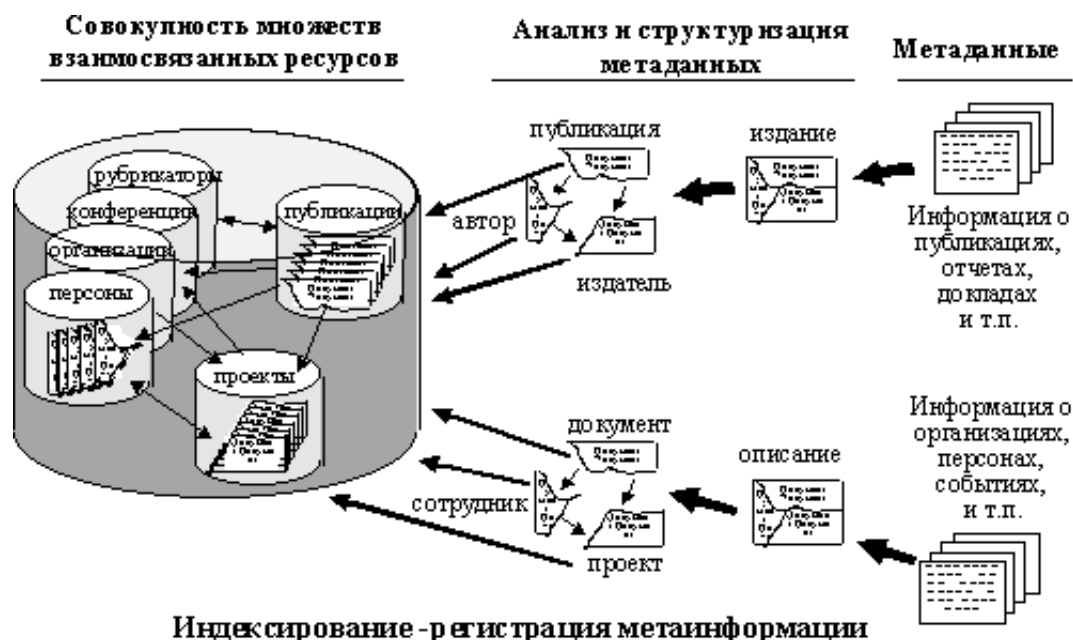 Совокупность множеств
взаимосвязанных ресурсов
Анализ и структуризация
метаданных
Метаданные
рубрикаторы
конференции
организации
персоны
публикации
проекты
публикация
автор
издатель
издание
Информация о
публикациях,
отчетах,
докладах
и т.п.
документ
сотрудник
проект
описание
Информация о
организациях,
персонах,
событиях,
и т.п.
Индексирование -регистрация метаинформации